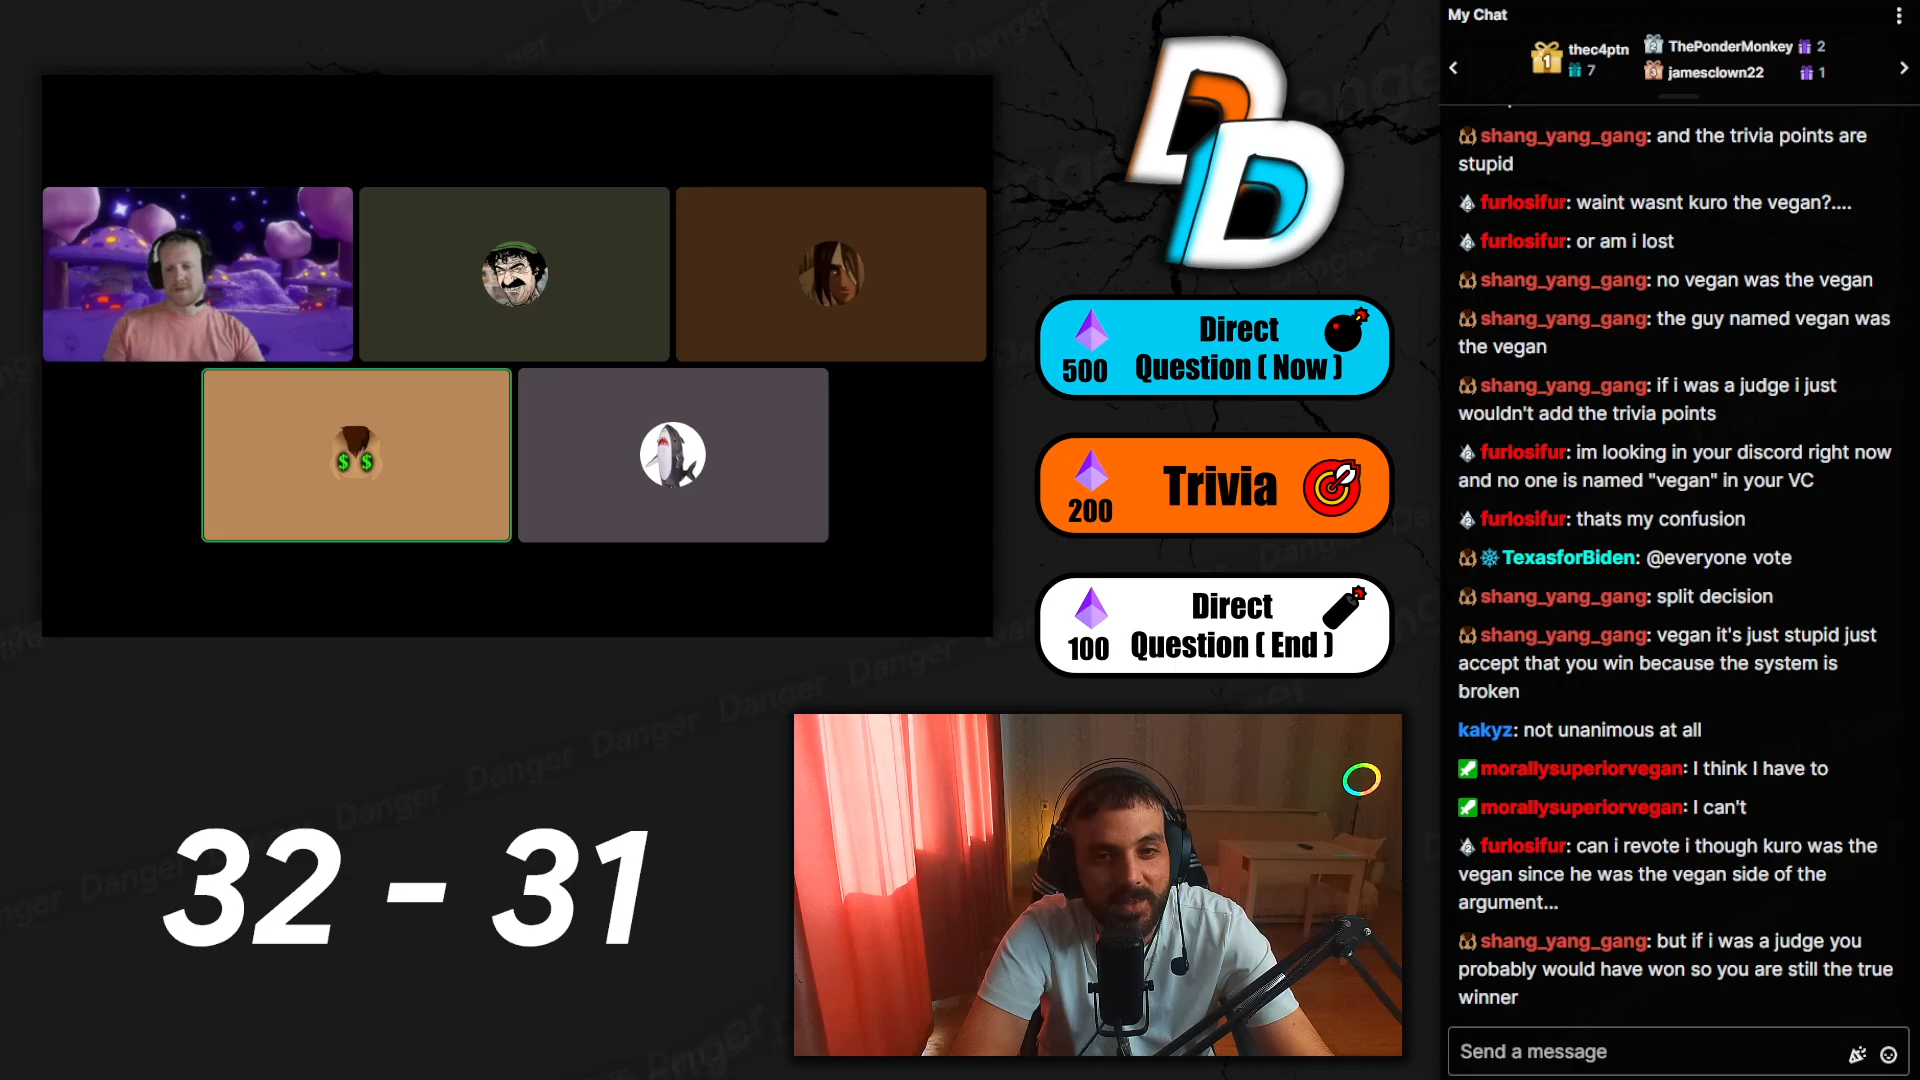 My Chat
thec4ptn
7
ThePonderMonkey 2
jamesclown22 1
shang_yang_gang: and the trivia points are
stupid
furlosifur: waint wasnt kuro the vegan?....
furlosifur: or am i lost
shang_yang_gang: no vegan was the vegan
shang_yang_gang: the guy named vegan was
the vegan
shang_yang_gang: if i was a judge i just
wouldn't add the trivia points
furlosifur: im looking in your discord right now
and no one is named "vegan" in your VC
furlosifur: thats my confusion
TexasforBiden: @everyone vote
shang_yang_gang: split decision
shang_yang_gang: vegan it's just stupid just
accept that you win because the system is
broken
kakyz: not unanimous at all
morallysuperiorvegan: I think I have to
morallysuperiorvegan: I can't
furlosifur: can i revote i though kuro was the
vegan since he was the vegan side of the
argument...
shang_yang_gang: but if i was a judge you
probably would have won so you are still the true
winner
Send a message
DD
500
Direct
Question ( Now )
200
Trivia
100
Direct
Question ( End )
32 - 31
Danger Danger Danger Danger Danger Danger